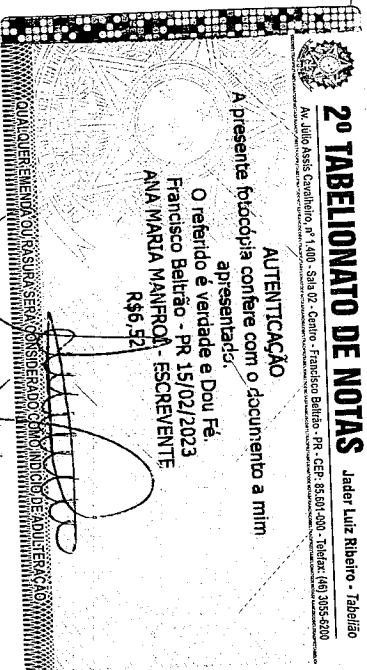 2º TABELIONATO DE NOTAS Jader Luiz Ribeiro - Tabelião
Av. Júlio Assis Cavalheiro, nº 1.400 - Sala 02 - Centro - Francisco Beltrão - PR - CEP: 85.601-000 - Telefax: (46) 3055-6200
AUTENTICAÇÃO
A presente fotocópia confere com o documento a mim
apresentado.
O referido é verdade e Dou Fé.
Francisco Beltrão - PR 15/02/2023
ANA MARIA MANFROI - ESCREVENTE
R$6,52
QUALQUER EMENDA OU RASURA SERÁ CONSIDERADO COMO INDÍCIO DE ADULTERAÇÃO